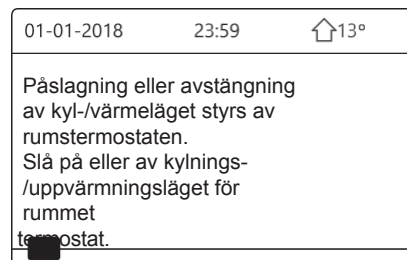 01-01-2018 23:59 13°
Påslagning eller avstängning
av kyl-/värmeläget styrs av
rumstermostaten.
Slå på eller av kylnings-
/uppvärmningsläget för
rummet
termostat.